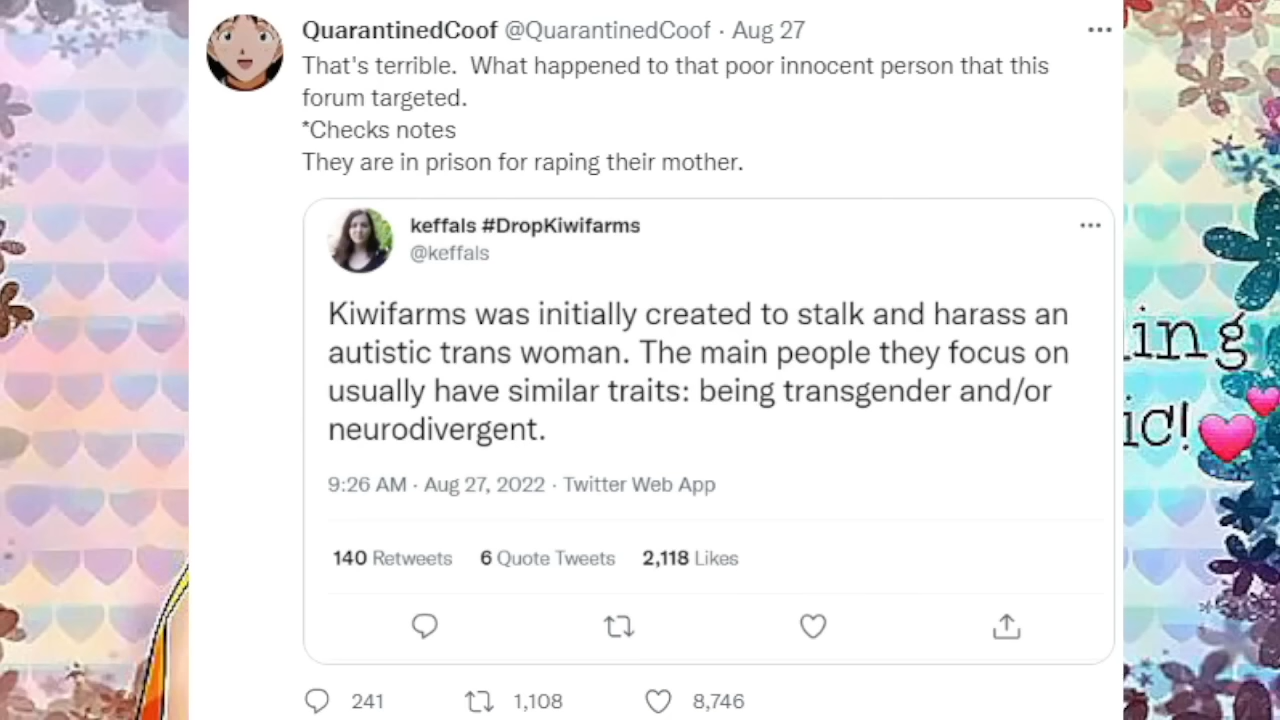 QuarantinedCoof @QuarantinedCoof · Aug 27
That's terrible.  What happened to that poor innocent person that this
forum targeted.
*Checks notes
They are in prison for raping their mother.
keffals #DropKiwifarms
@keffals
Kiwifarms was initially created to stalk and harass an
autistic trans woman. The main people they focus on
usually have similar traits: being transgender and/or
neurodivergent.
9:26 AM · Aug 27, 2022 · Twitter Web App
140 Retweets 6 Quote Tweets 2,118 Likes
241 1,108 8,746
ing
ic!💕